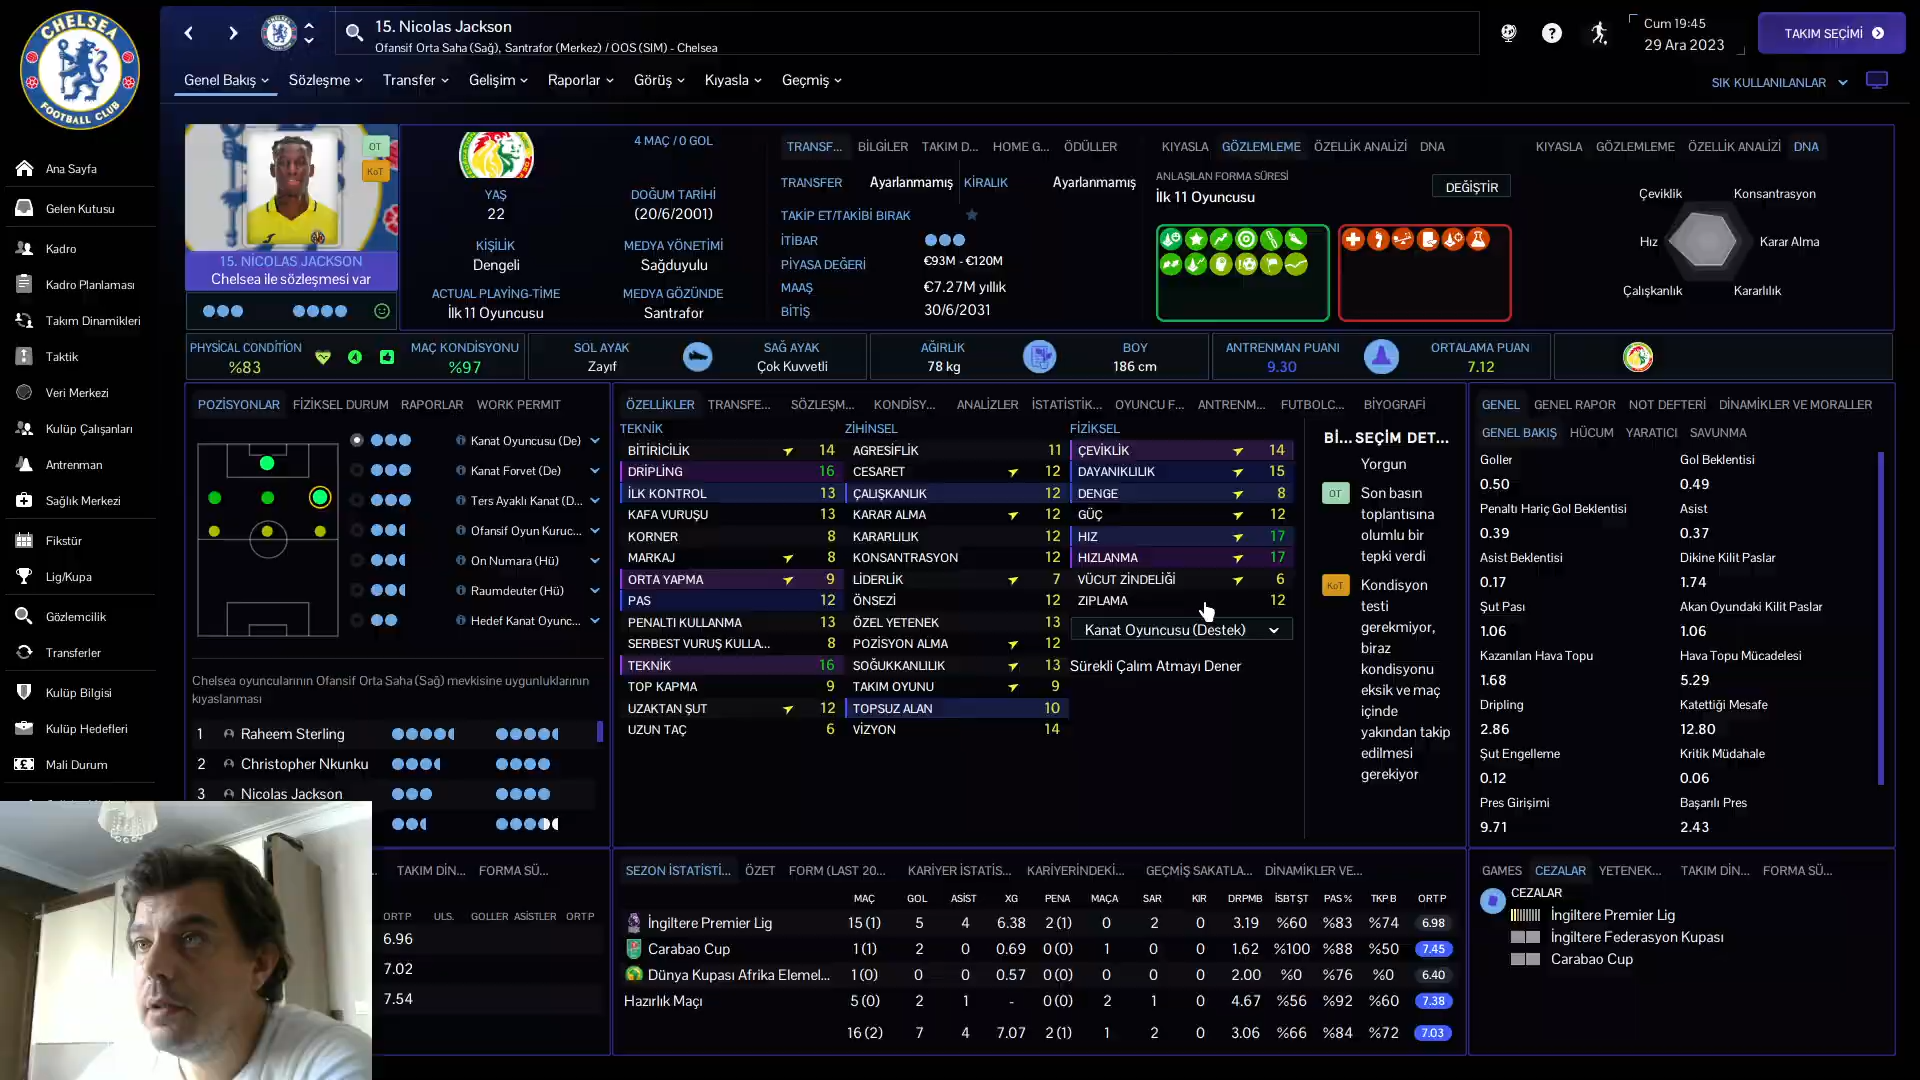 CHELSEA
FOOTBALL CLUB
15. Nicolas Jackson
Ofansif Orta Saha (Sağ), Santrafor (Merkez) / OOS (SIM) - Chelsea
Cum 19:45
29 Ara 2023
TAKIM SEÇİMİ
Genel Bakış Sözleşme Transfer Gelişim Raporlar Görüş Kıyasla Geçmiş
SIK KULLANILANLAR
Ana Sayfa
Gelen Kutusu
Kadro
Kadro Planlaması
Takım Dinamikleri
Taktik
Veri Merkezi
Kulüp Çalışanları
Antrenman
Sağlık Merkezi
Fikstür
Lig/Kupa
Gözlemcilik
Transferler
Kulüp Bilgisi
Kulüp Hedefleri
Mali Durum
OT
KoT
15. NICOLAS JACKSON
Chelsea ile sözleşmesi var
4 MAÇ / 0 GOL
YAŞ
22
DOĞUM TARİHİ
(20/6/2001)
KİŞİLİK
Dengeli
MEDYA YÖNETİMİ
Sağduyulu
ACTUAL PLAYING-TIME
İlk 11 Oyuncusu
MEDYA GÖZÜNDE
Santrafor
TRANSF... BİLGİLER TAKIM D... HOME G... ÖDÜLLER
TRANSFER Ayarlanmamış KİRALIK Ayarlanmamış
TAKİP ET/TAKİBİ BIRAK
İTİBAR
PİYASA DEĞERİ €93M - €120M
MAAŞ €7.27M yıllık
BİTİŞ 30/6/2031
KIYASLA GÖZLEMLEME ÖZELLİK ANALİZİ DNA
ANLAŞILAN FORMA SÜRESİ
İlk 11 Oyuncusu
DEĞİŞTİR
KIYASLA GÖZLEMLEME ÖZELLİK ANALİZİ DNA
Çeviklik Konsantrasyon
Hız Karar Alma
Çalışkanlık Kararlılık
PHYSICAL CONDITION
%83
MAÇ KONDİSYONU
%97
SOL AYAK
Zayıf
SAĞ AYAK
Çok Kuvvetli
AĞIRLIK
78 kg
BOY
186 cm
ANTRENMAN PUANI
9.30
ORTALAMA PUAN
7.12
POZİSYONLAR FİZİKSEL DURUM RAPORLAR WORK PERMIT
Kanat Oyuncusu (De)
Kanat Forvet (De)
Ters Ayaklı Kanat (D...
Ofansif Oyun Kuruc...
On Numara (Hü)
Raumdeuter (Hü)
Hedef Kanat Oyunc...
Chelsea oyuncularının Ofansif Orta Saha (Sağ) mevkisine uygunluklarının
kıyaslaması
1 Raheem Sterling
2 Christopher Nkunku
3 Nicolas Jackson
ÖZELLİKLER TRANSFE... SÖZLEŞM... KONDİSY... ANALİZLER İSTATİSTİK... OYUNCU F... ANTRENM... FUTBOLC... BİYOGRAFİ
TEKNİK
BİTİRİCİLİK 14
DRİPLİNG 16
İLK KONTROL 13
KAFA VURUŞU 13
KORNER 8
MARKAJ 8
ORTA YAPMA 9
PAS 12
PENALTI KULLANMA 13
SERBEST VURUŞ KULLA... 8
TEKNİK 16
TOP KAPMA 9
UZAKTAN ŞUT 12
UZUN TAÇ 6
ZİHİNSEL
AGRESİFLİK 11
CESARET 12
ÇALIŞKANLIK 12
KARAR ALMA 12
KARARLILIK 12
KONSANTRASYON 12
LİDERLİK 7
ÖNSEZİ 12
ÖZEL YETENEK 13
POZİSYON ALMA 12
SOĞUKKANLILIK 13
TAKIM OYUNU 9
TOPSUZ ALAN 10
VİZYON 14
FİZİKSEL
ÇEVİKLİK 14
DAYANIKLILIK 15
DENGE 8
GÜÇ 12
HIZ 17
HIZLANMA 17
VÜCUT ZİNDELİĞİ 6
ZIPLAMA 12
Kanat Oyuncusu (Destek)
Sürekli Çalım Atmayı Dener
Bİ... SEÇİM DET...
Yorgun
OT
Son basın
toplantısına
olumlu bir
tepki verdi
KoT
Kondisyon
testi
gerekmiyor,
biraz
kondisyonu
eksik ve maç
içinde
yakından takip
edilmesi
gerekiyor
GENEL GENEL RAPOR NOT DEFTERİ DİNAMİKLER VE MORALLER
GENEL BAKIŞ HÜCUM YARATICI SAVUNMA
Goller Gol Beklentisi
0.50 0.49
Penaltı Hariç Gol Beklentisi Asist
0.39 0.37
Asist Beklentisi Dikine Kilit Paslar
0.17 1.74
Şut Pası Akan Oyundaki Kilit Paslar
1.06 1.06
Kazanılan Hava Topu Hava Topu Mücadelesi
1.68 5.29
Dripling Katettiği Mesafe
2.86 12.80
Şut Engelleme Kritik Müdahale
0.12 0.06
Pres Girişimi Başarılı Pres
9.71 2.43
TAKIM DİN... FORMA SÜ...
ORT P ULS. GOLLER ASİSTLER ORT P
6.96
7.02
7.54
SEZON İSTATİSTİ... ÖZET FORM (LAST 20... KARİYER İSTATİS... KARİYERİNDEKİ... GEÇMİŞ SAKATLA... DİNAMİKLER VE...
MAÇ GOL ASİST XG PENA MAÇA SAR KIR DRPMB İSBT ŞT PAS % TKP B ORT P
İngiltere Premier Lig 15 (1) 5 4 6.38 2 (1) 0 2 0 3.19 %60 %83 %74 6.98
Carabao Cup 1 (1) 2 0 0.69 0 (0) 1 0 0 1.62 %100 %88 %50 7.45
Dünya Kupası Afrika Elemel... 1 (0) 0 0 0.57 0 (0) 0 0 0 2.00 %0 %76 %0 6.40
Hazırlık Maçı 5 (0) 2 1 - 0 (0) 2 1 0 4.67 %56 %92 %60 7.38
16 (2) 7 4 7.07 2 (1) 1 2 0 3.06 %66 %84 %72 7.03
GAMES CEZALAR YETENEK... TAKIM DİN... FORMA SÜ...
CEZALAR
İngiltere Premier Lig
İngiltere Federasyon Kupası
Carabao Cup